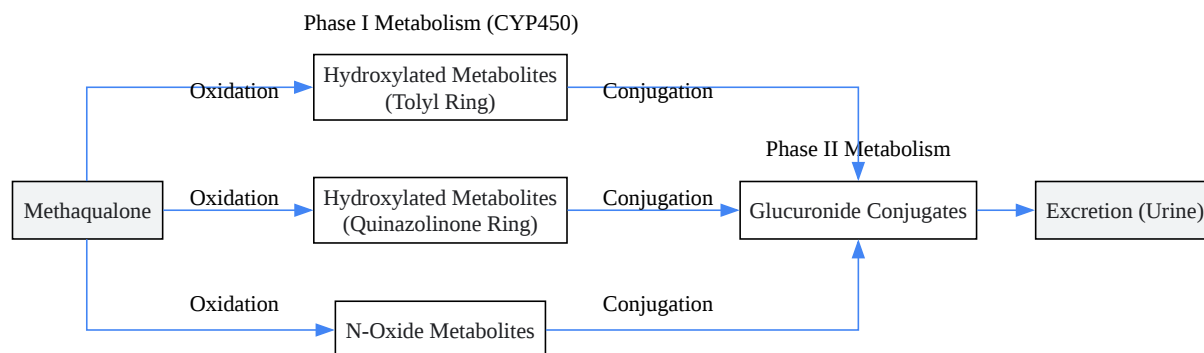 Phase I Metabolism (CYP450)
Oxidation
Hydroxylated Metabolites
(Tolyl Ring)
Conjugation
Phase II Metabolism
Methaqualone
Oxidation
Hydroxylated Metabolites
(Quinazolinone Ring)
Conjugation
Glucuronide Conjugates
Excretion (Urine)
Oxidation
N-Oxide Metabolites
Conjugation